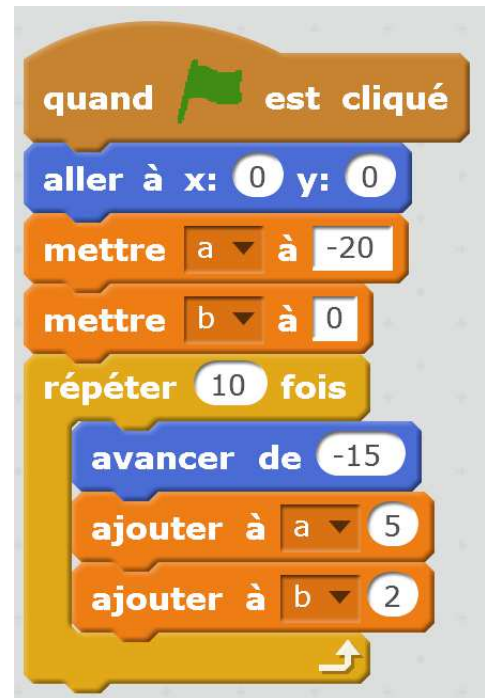 quand est cliqué
aller à x: 0 y: 0
mettre a à -20
mettre b à 0
répéter 10 fois
avancer de -15
ajouter à a 5
ajouter à b 2